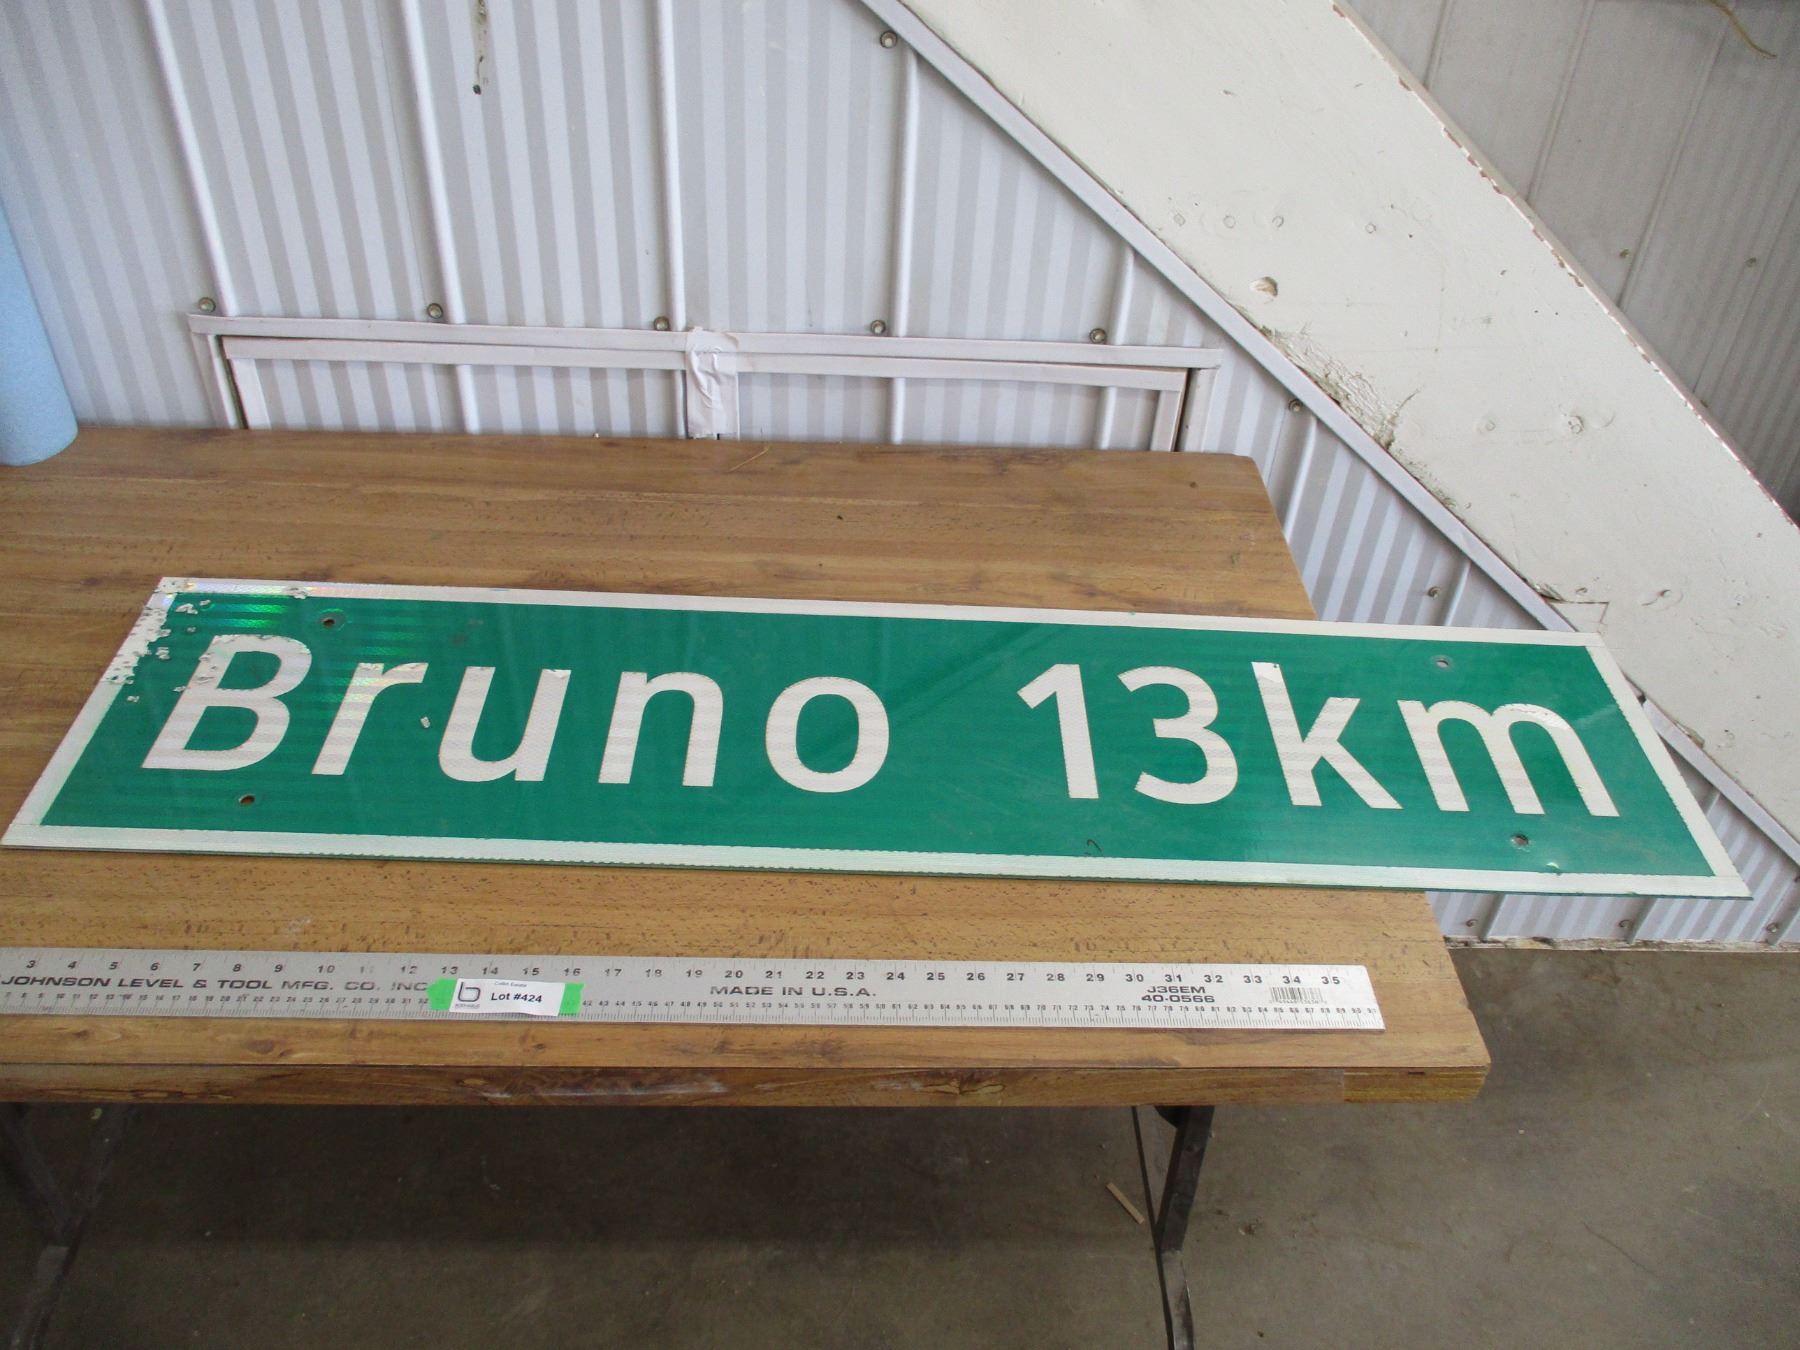 Bruno 13km
3 4 5 6 7 8 9 10 11 12 13 14 15 16 17 18 19 20 21 22 23 24 25 26 27 28 29 30 31 32 33 34 35
JOHNSON LEVEL & TOOL MFG. CO. INC
Lot #424
MADE IN U.S.A.
J36EM
40-0566